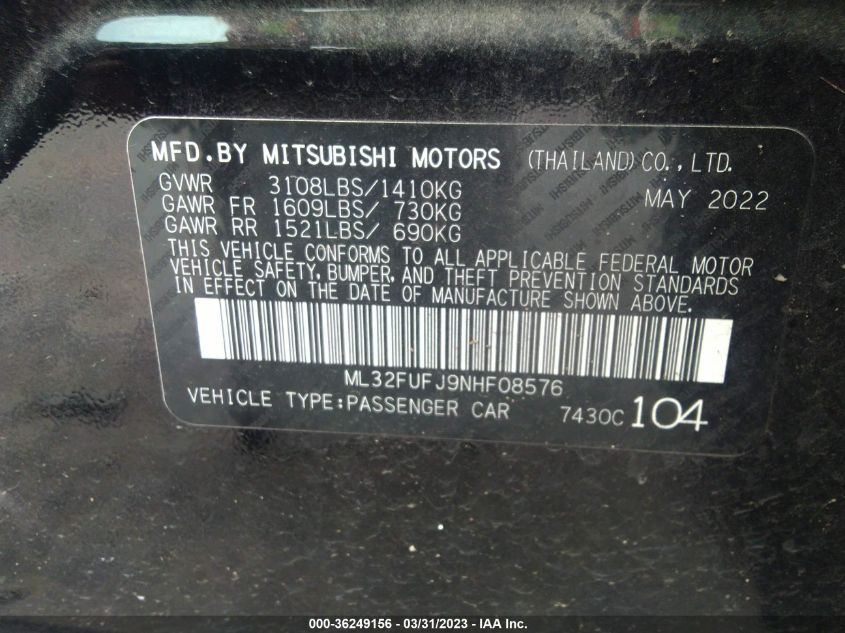 MFD.BY MITSUBISHI MOTORS (THAILAND) CO.,LTD.
GVWR 3108LBS/1410KG MAY 2022
GAWR FR 1609LBS/ 730KG
GAWR RR 1521LBS/ 690KG
THIS VEHICLE CONFORMS TO ALL APPLICABLE FEDERAL MOTOR
VEHICLE SAFETY, BUMPER, AND THEFT PREVENTION STANDARDS
IN EFFECT ON THE DATE OF MANUFACTURE SHOWN ABOVE.
ML32FUFJ9NHF08576
VEHICLE TYPE:PASSENGER CAR 7430C 104
000-36249156 - 03/31/2023 - IAA Inc.